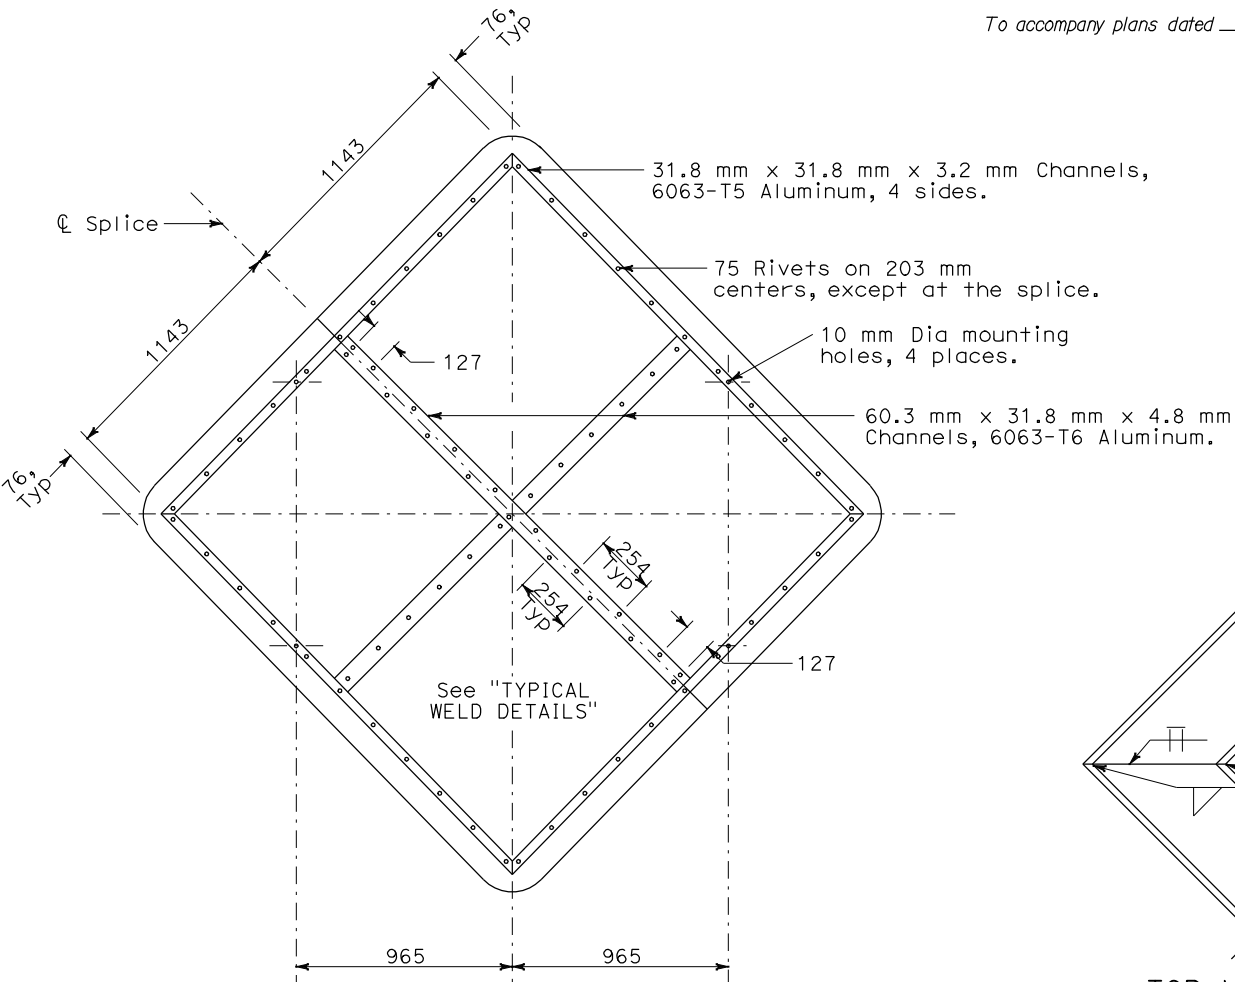 To accompany plans dated
76,
Typ
1143
31.8 mm x 31.8 mm x 3.2 mm Channels,
6063-T5 Aluminum, 4 sides.
℄ Splice
75 Rivets on 203 mm
centers, except at the splice.
1143
10 mm Dia mounting
holes, 4 places.
127
60.3 mm x 31.8 mm x 4.8 mm
Channels, 6063-T6 Aluminum.
76,
Typ
254
Typ
254
Typ
127
See "TYPICAL
WELD DETAILS"
965
965